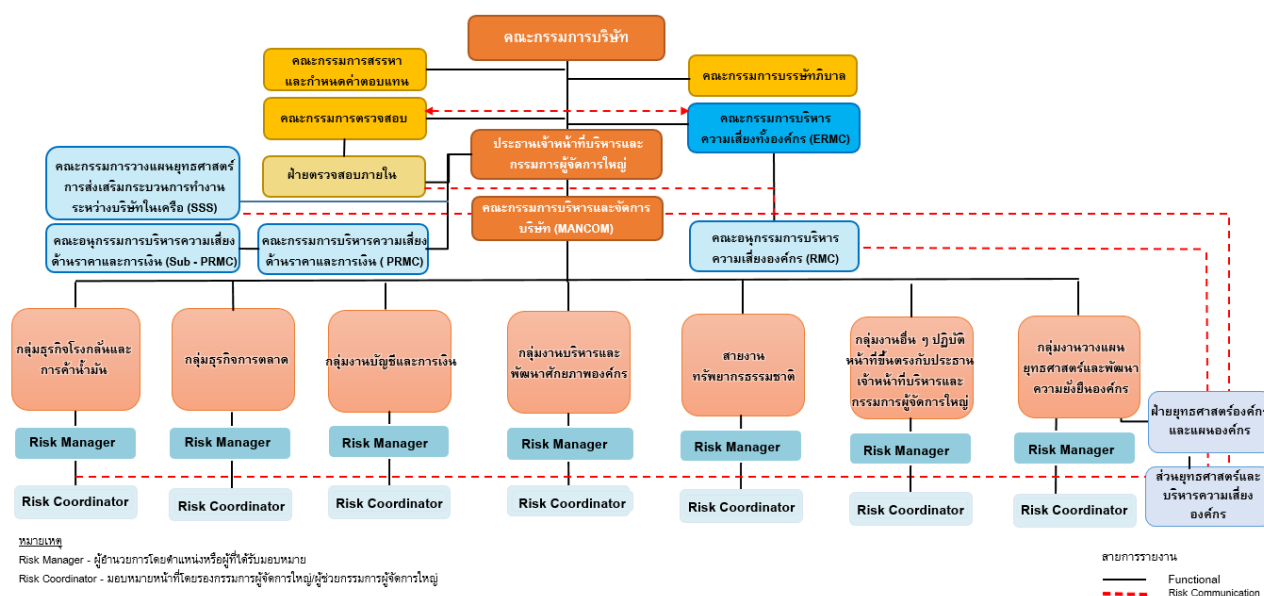 คณะกรรมการบริษัท
คณะกรรมการสรรหา
และกำหนดค่าตอบแทน
คณะกรรมการบรรษัทภิบาล
คณะกรรมการตรวจสอบ
คณะกรรมการบริหาร
ความเสี่ยงทั้งองค์กร (ERMC)
ประธานเจ้าหน้าที่บริหารและ
กรรมการผู้จัดการใหญ่
ฝ่ายตรวจสอบภายใน
คณะกรรมการวางแผนยุทธศาสตร์
การส่งเสริมกระบวนการทำงาน
ระหว่างบริษัทในเครือ (SSS)
คณะกรรมการบริหารและจัดการ
บริษัท (MANCOM)
คณะอนุกรรมการบริหารความเสี่ยง
ด้านราคาและการเงิน (Sub - PRMC)
คณะกรรมการบริหารความเสี่ยง
ด้านราคาและการเงิน ( PRMC)
คณะอนุกรรมการบริหาร
ความเสี่ยงองค์กร (RMC)
กลุ่มธุรกิจโรงกลั่นและ
การค้าน้ำมัน
กลุ่มธุรกิจการตลาด
กลุ่มงานบัญชีและการเงิน
กลุ่มงานบริหารและ
พัฒนาศักยภาพองค์กร
สายงาน
ทรัพยากรธรรมชาติ
กลุ่มงานอื่น ๆ ปฏิบัติ
หน้าที่ขึ้นตรงกับประธาน
เจ้าหน้าที่บริหารและ
กรรมการผู้จัดการใหญ่
กลุ่มงานวางแผน
ยุทธศาสตร์และพัฒนา
ความยั่งยืนองค์กร
ฝ่ายยุทธศาสตร์องค์กร
และแผนองค์กร
Risk Manager
Risk Manager
Risk Manager
Risk Manager
Risk Manager
Risk Manager
Risk Manager
ส่วนยุทธศาสตร์และ
บริหารความเสี่ยง
องค์กร
Risk Coordinator
Risk Coordinator
Risk Coordinator
Risk Coordinator
Risk Coordinator
Risk Coordinator
Risk Coordinator
หมายเหตุ
Risk Manager - ผู้อำนวยการโดยตำแหน่งหรือผู้ที่ได้รับมอบหมาย
Risk Coordinator - มอบหมายหน้าที่โดยรองกรรมการผู้จัดการใหญ่/ผู้ช่วยกรรมการผู้จัดการใหญ่
สายการรายงาน
Functional
Risk Communication